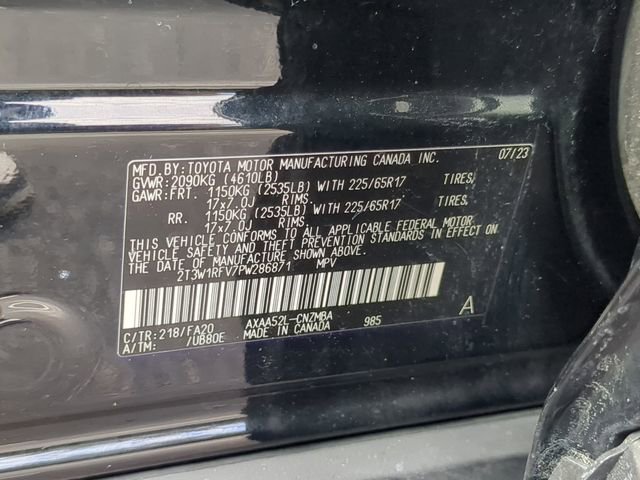 MFD.BY:TOYOTA MOTOR MANUFACTURING CANADA INC. 07/23
GVWR:2090KG (4610LB)
GAWR:FRT. 1150KG (2535LB) WITH 225/65R17 TIRES,
17x7.0J RIMS.
RR. 1150KG (2535LB) WITH 225/65R17 TIRES,
17x7.0J RIMS.
THIS VEHICLE CONFORMS TO ALL APPLICABLE FEDERAL MOTOR
VEHICLE SAFETY AND THEFT PREVENTION STANDARDS IN EFFECT ON
THE DATE OF MANUFACTURE SHOWN ABOVE.
2T3W1RFV7PW286871 MPV
A
C/TR:218/FA20 AXAA52L-CNZMBA
A/TM: /UB80E MADE IN CANADA 985